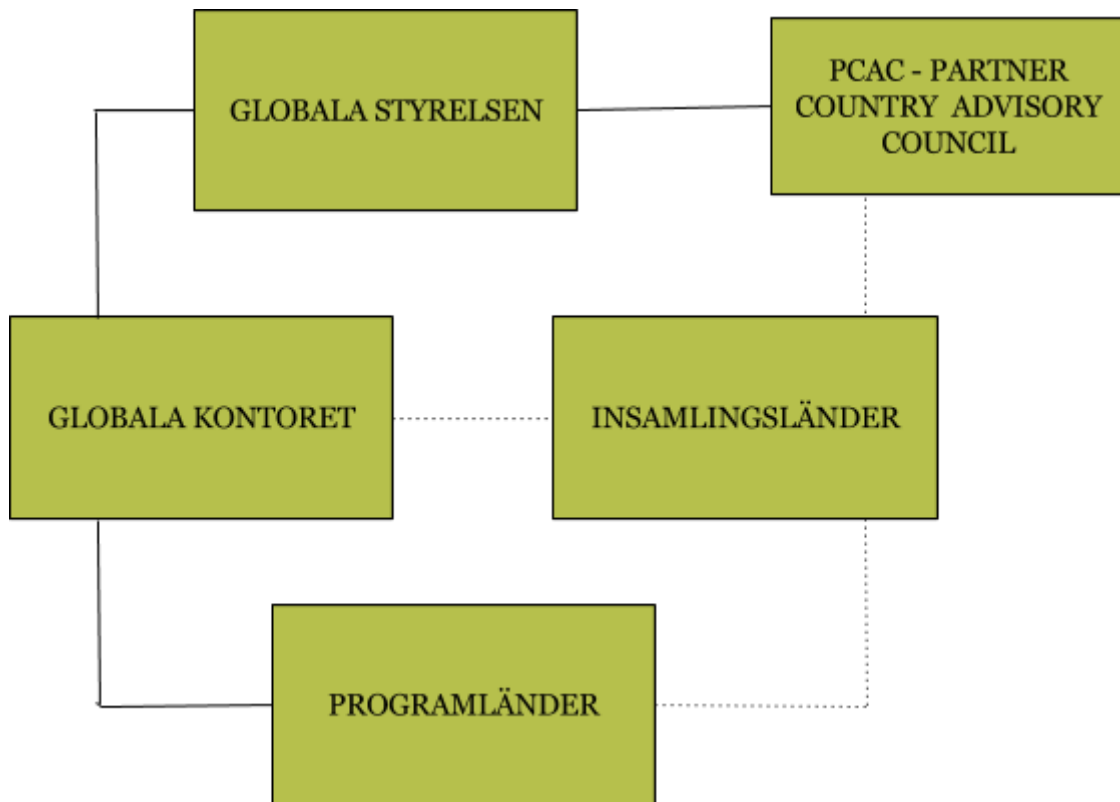 GLOBALA STYRELSEN
PCAC - PARTNER
COUNTRY ADVISORY
COUNCIL
GLOBALA KONTORET
INSAMLINGSLÄNDER
PROGRAMLÄNDER